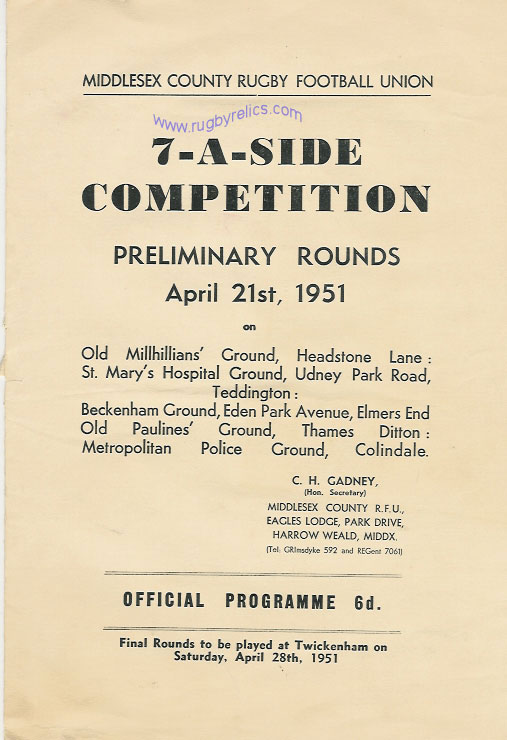 MIDDLESEX COUNTY RUGBY FOOTBALL UNION
www.rugbyrelics.com
7-A-SIDE
COMPETITION
PRELIMINARY ROUNDS
April 21st, 1951
on
Old Millhillians' Ground, Headstone Lane :
St. Mary's Hospital Ground, Udney Park Road,
Teddington :
Beckenham Ground, Eden Park Avenue, Elmers End
Old Paulines' Ground, Thames Ditton :
Metropolitan Police Ground, Colindale.
C. H. GADNEY,
(Hon. Secretary)
MIDDLESEX COUNTY R.F.U.,
EAGLES LODGE, PARK DRIVE,
HARROW WEALD, MIDDX.
(Tel: GRImsdyke 592 and REGent 7061)
OFFICIAL PROGRAMME 6d.
Final Rounds to be played at Twickenham on
Saturday, April 28th, 1951